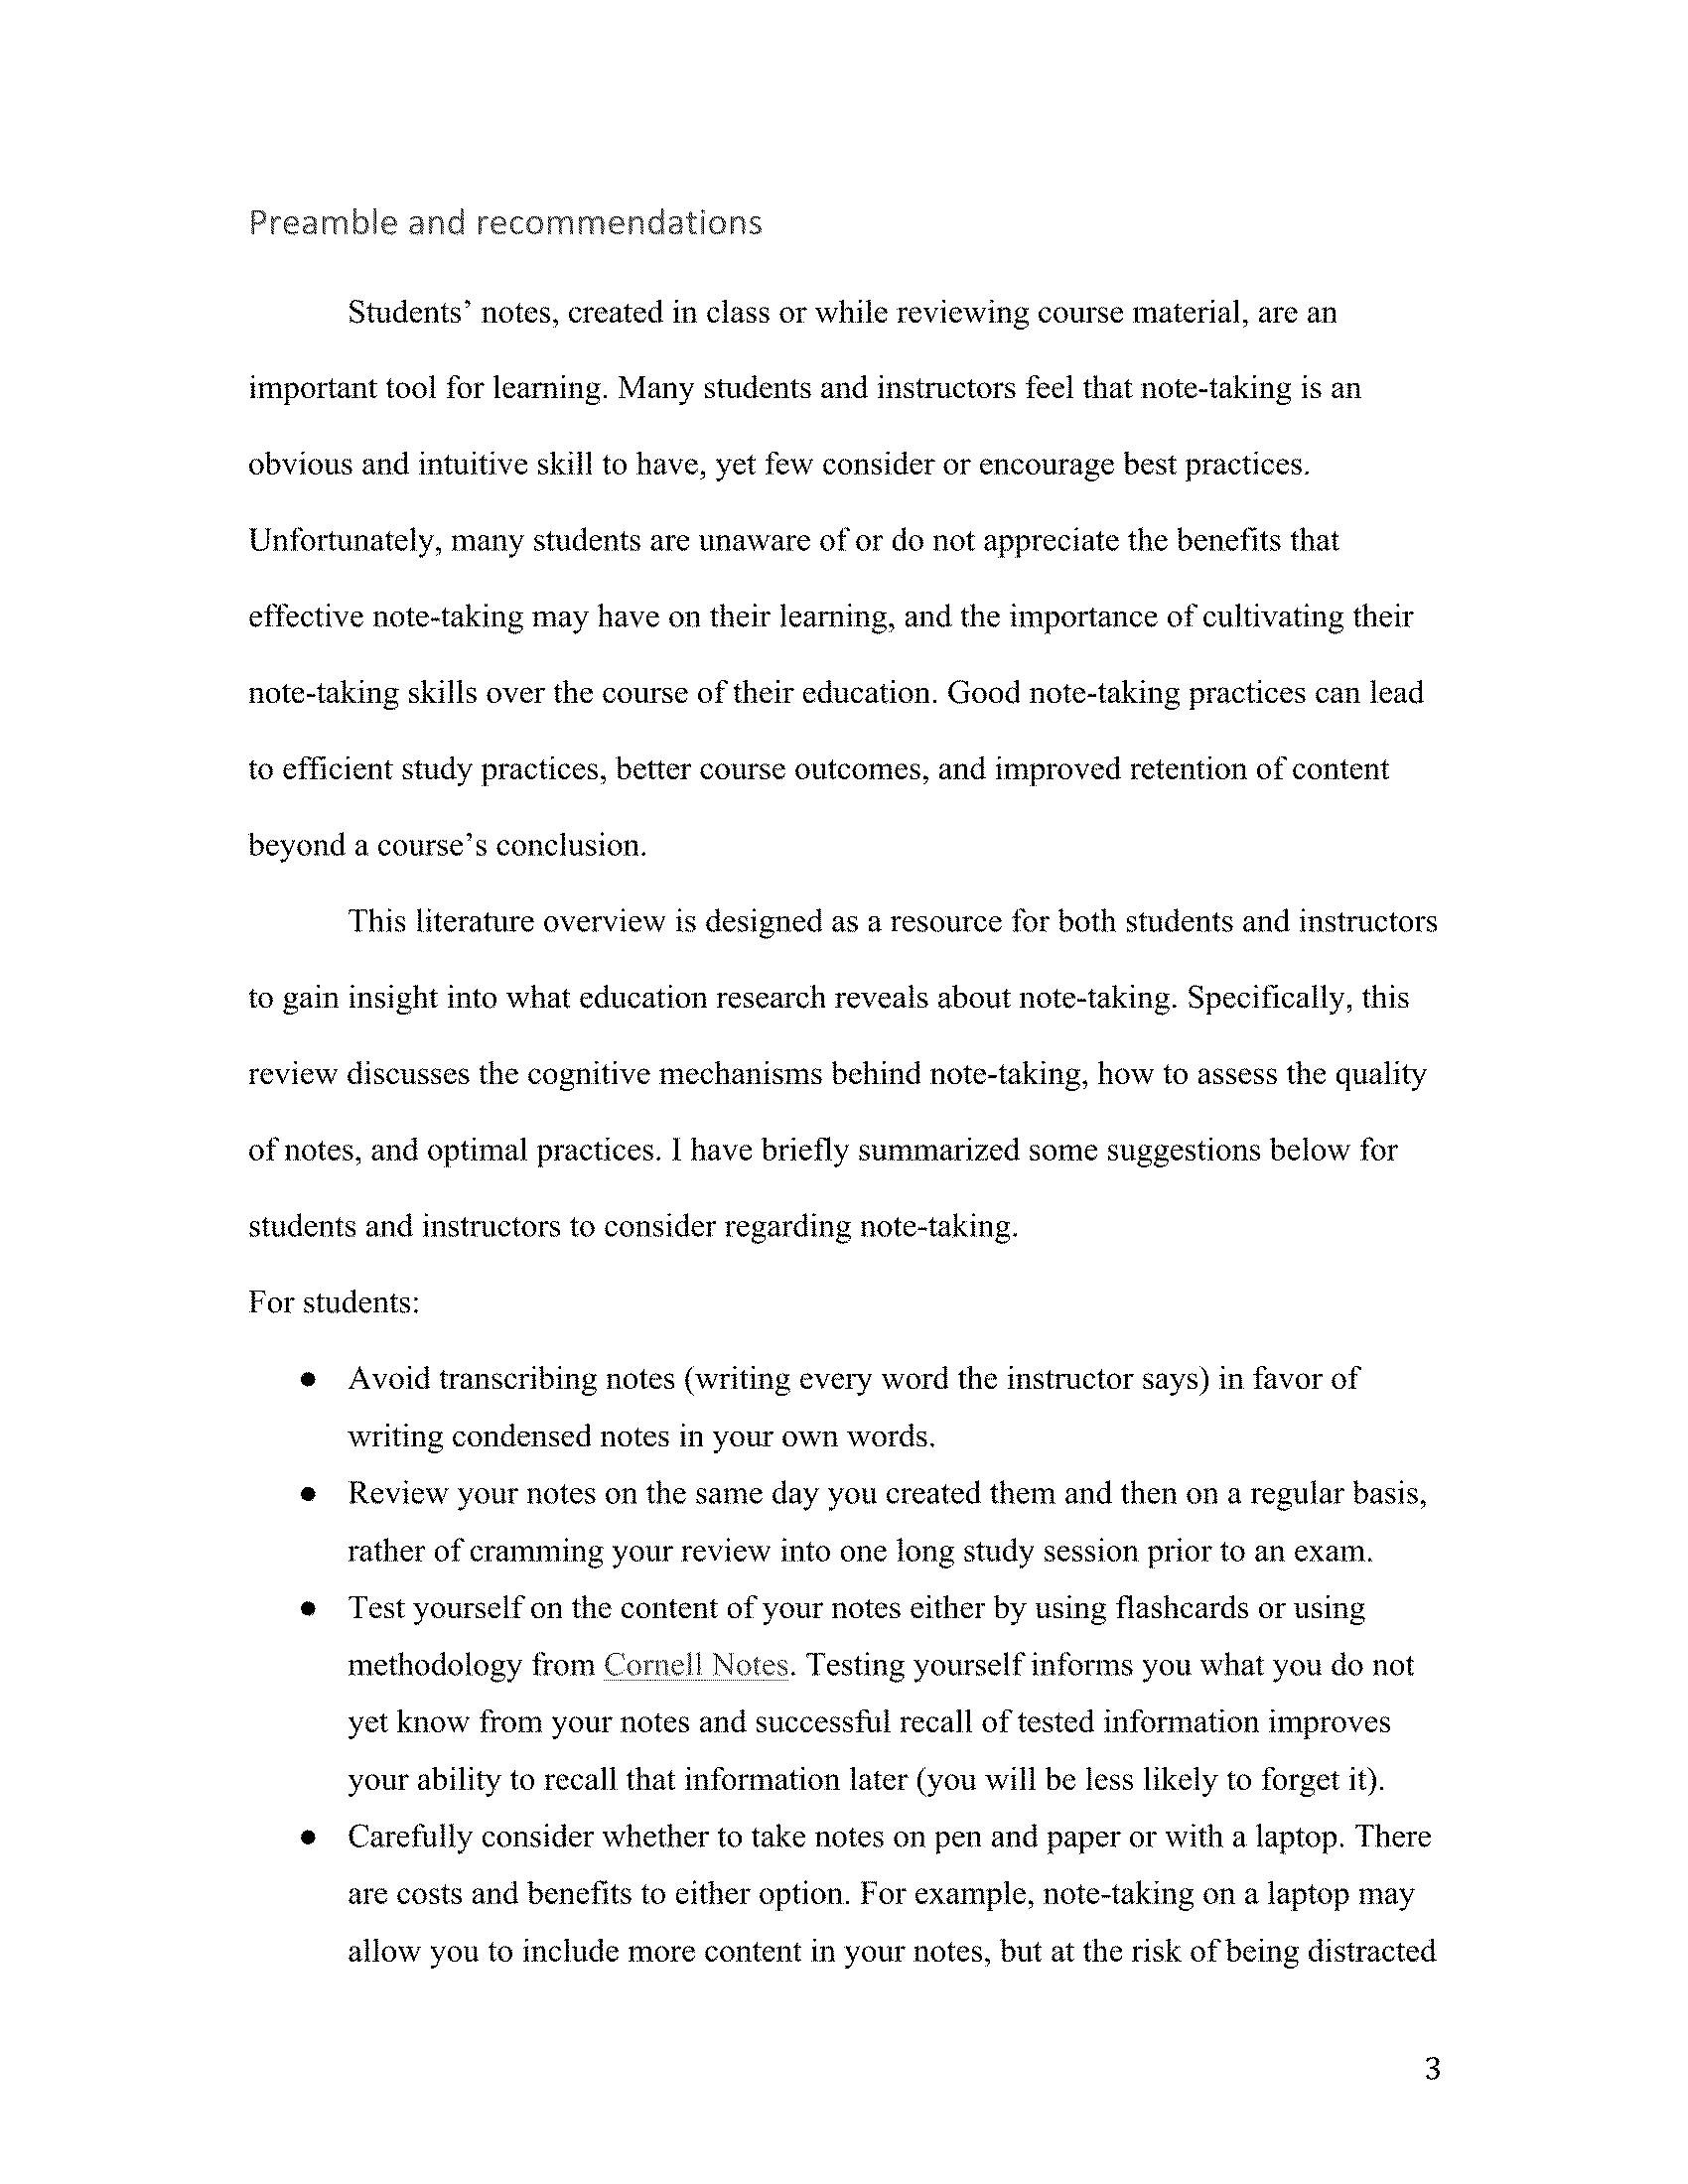 Preamble and recommendations
Students’ notes, created in class or while reviewing course material, are an
important tool for learning. Many students and instructors feel that note-taking is an
obvious and intuitive skill to have, yet few consider or encourage best practices.
Unfortunately, many students are unaware of or do not appreciate the benefits that
effective note-taking may have on their learning, and the importance of cultivating their
note-taking skills over the course of their education. Good note-taking practices can lead
to efficient study practices, better course outcomes, and improved retention of content
beyond a course’s conclusion.
This literature overview is designed as a resource for both students and instructors
to gain insight into what education research reveals about note-taking. Specifically, this
review discusses the cognitive mechanisms behind note-taking, how to assess the quality
of notes, and optimal practices. I have briefly summarized some suggestions below for
students and instructors to consider regarding note-taking.
For students:
● Avoid transcribing notes (writing every word the instructor says) in favor of
writing condensed notes in your own words.
● Review your notes on the same day you created them and then on a regular basis,
rather of cramming your review into one long study session prior to an exam.
● Test yourself on the content of your notes either by using flashcards or using
methodology from Cornell Notes. Testing yourself informs you what you do not
yet know from your notes and successful recall of tested information improves
your ability to recall that information later (you will be less likely to forget it).
● Carefully consider whether to take notes on pen and paper or with a laptop. There
are costs and benefits to either option. For example, note-taking on a laptop may
allow you to include more content in your notes, but at the risk of being distracted
3